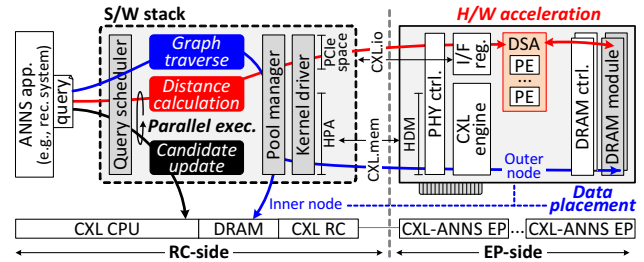 S/W stack
H/W acceleration
ANNS app.
(e.g., rec. system)
query
Query scheduler
Graph
traverse
Distance
calculation
Parallel exec.
Candidate
update
Pool manager
Kernel driver
PCIe
space
HPA
CXL.io
CXL.mem
HDM
PHY ctrl.
I/F
reg.
CXL
engine
DSA
PE
...
PE
DRAM ctrl.
DRAM module
Outer
node
Inner node
Data
placement
CXL CPU
DRAM
CXL RC
CXL-ANNS EP
...
CXL-ANNS EP
RC-side
EP-side